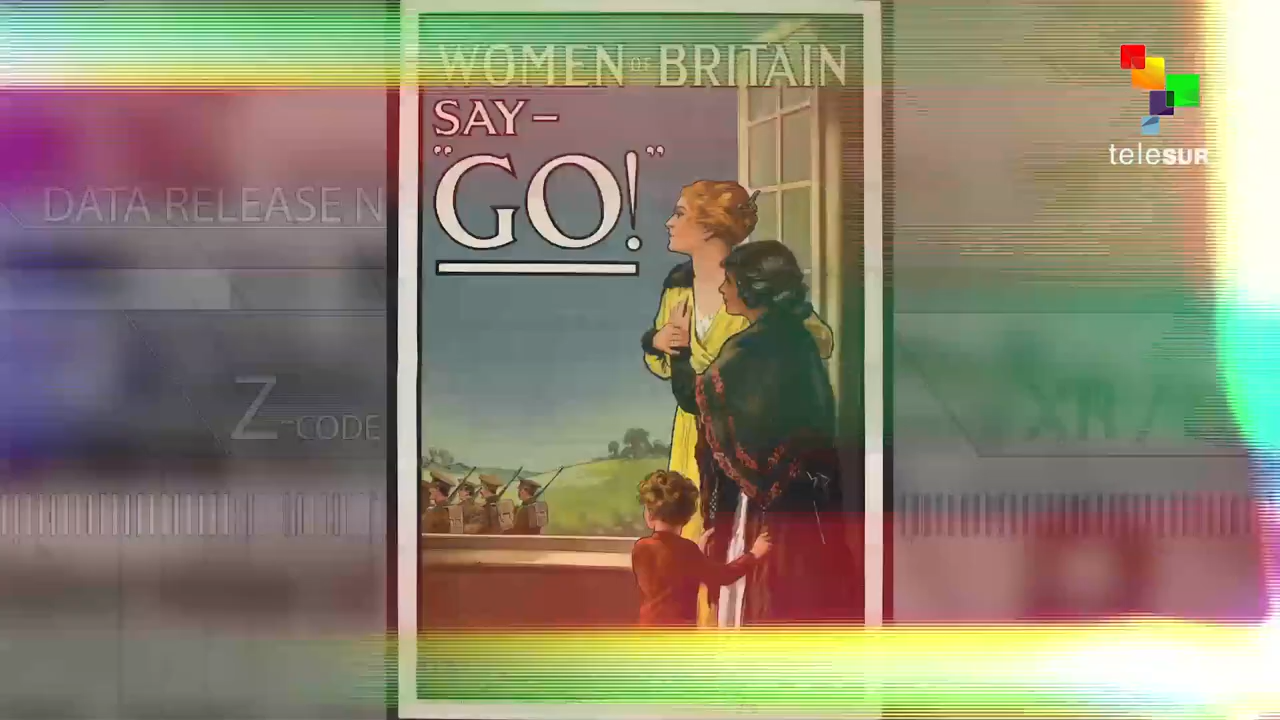 WOMEN OF BRITAIN
SAY–
"GO!"
teleSUR
DATA RELEASE N
Z-CODE